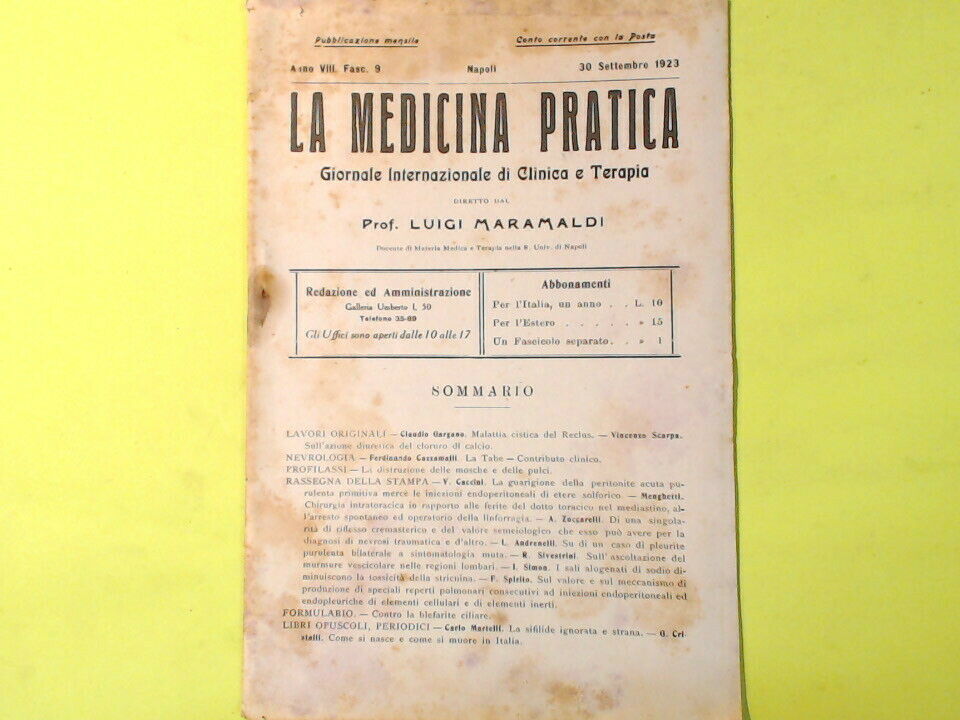 Pubblicazione mensile Conto corrente con la Posta
Anno VIII. Fasc. 9 Napoli 30 Settembre 1923
LA MEDICINA PRATICA
Giornale Internazionale di Clinica e Terapia
DIRETTO DAL
Prof. LUIGI MARAMALDI
Docente di Materia Medica e Terapia nella R. Univ. di Napoli
Redazione ed Amministrazione
Galleria Umberto I, 50
Telefono 35-89
Gli Uffici sono aperti dalle 10 alle 17
Abbonamenti
Per l'Italia, un anno . . L. 10
Per l'Estero . . . . . . » 15
Un Fascicolo separato. . » 1
SOMMARIO
LAVORI ORIGINALI — Claudio Gargano. Malattia cistica del Reclus. — Vincenzo Scarpa.
Sull'azione diuretica del cloruro di calcio.
NEVROLOGIA — Ferdinando Cazzamalli. La Tabe — Contributo clinico.
PROFILASSI — La distruzione delle mosche e delle pulci.
RASSEGNA DELLA STAMPA — V. Caccini. La guarigione della peritonite acuta pu-
rulenta primitiva mercè le iniezioni endoperitoneali di etere solforico. — Menghetti.
Chirurgia intratoracica in rapporto alle ferite del dotto toracico nel mediastino, al-
l'arresto spontaneo ed operatorio della linforragia. — A. Zuccarelli. Di una singola-
rità di riflesso cremasterico e del valore semeiologico che esso può avere per la
diagnosi di nevrosi traumatica e d'altro. — L. Andrenelli. Su di un caso di pleurite
purulenta bilaterale a sintomatologia muta. — R. Silvestrini. Sull'ascoltazione del
murmure vescicolare nelle regioni lombari. — I. Simon. I sali alogenati di sodio di-
minuiscono la tossicità della stricnina. — F. Spirito. Sul valore e sul meccanismo di
produzione di speciali reperti polmonari consecutivi ad iniezioni endoperitoneali ed
endopleuriche di elementi cellulari e di elementi inerti.
FORMULARIO. — Contro la blefarite ciliare.
LIBRI OPUSCOLI, PERIODICI — Carlo Martelli. La sifilide ignorata e strana. — G. Cri-
stalli. Come si nasce e come si muore in Italia.